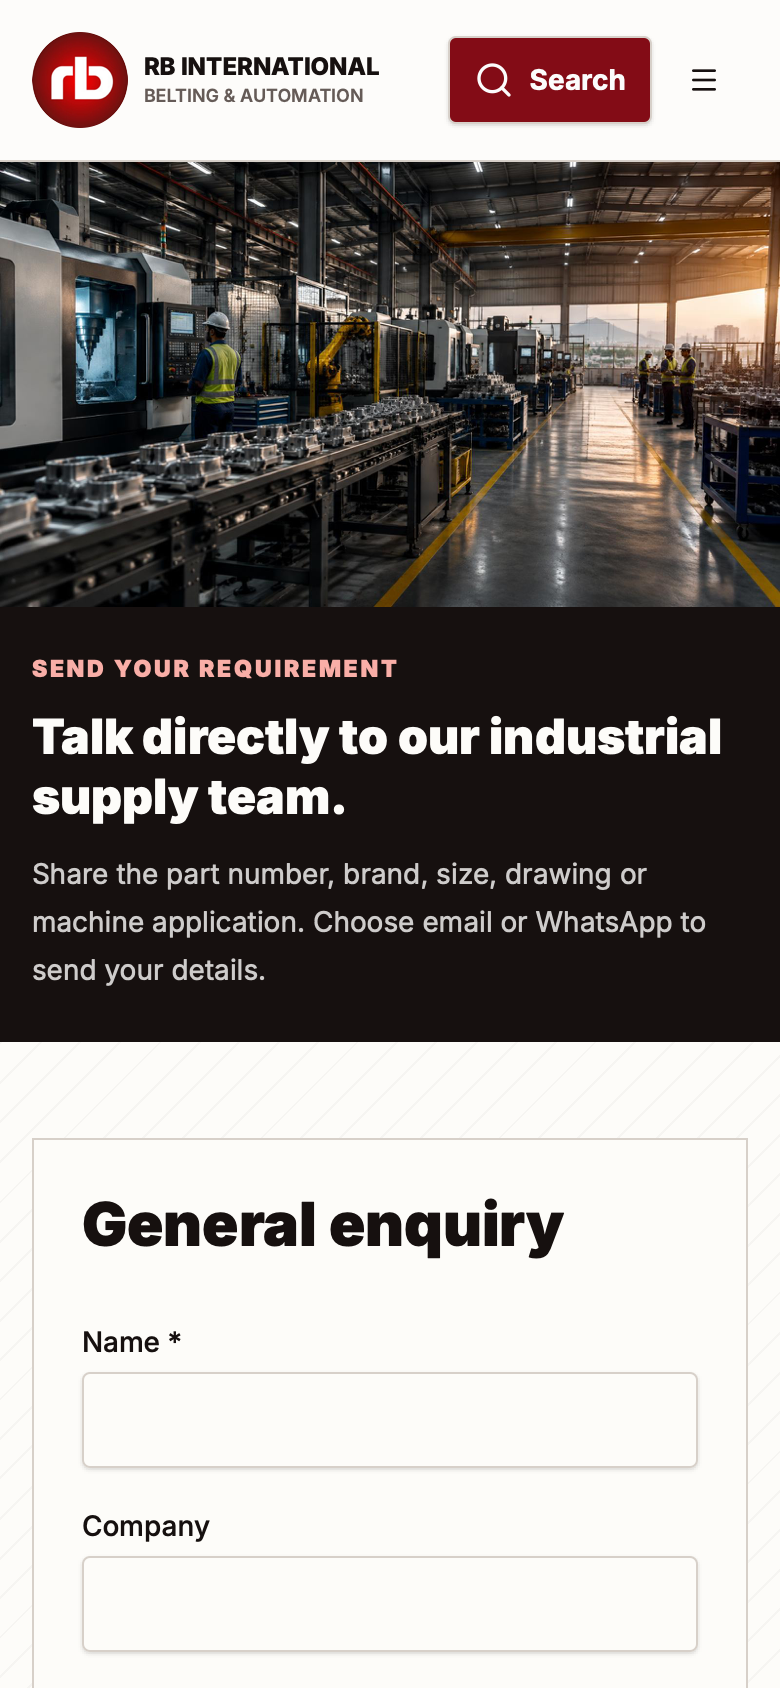 rb
RB INTERNATIONAL
BELTING & AUTOMATION
Search
SEND YOUR REQUIREMENT
Talk directly to our industrial
supply team.
Share the part number, brand, size, drawing or
machine application. Choose email or WhatsApp to
send your details.
General enquiry
Name *
Company